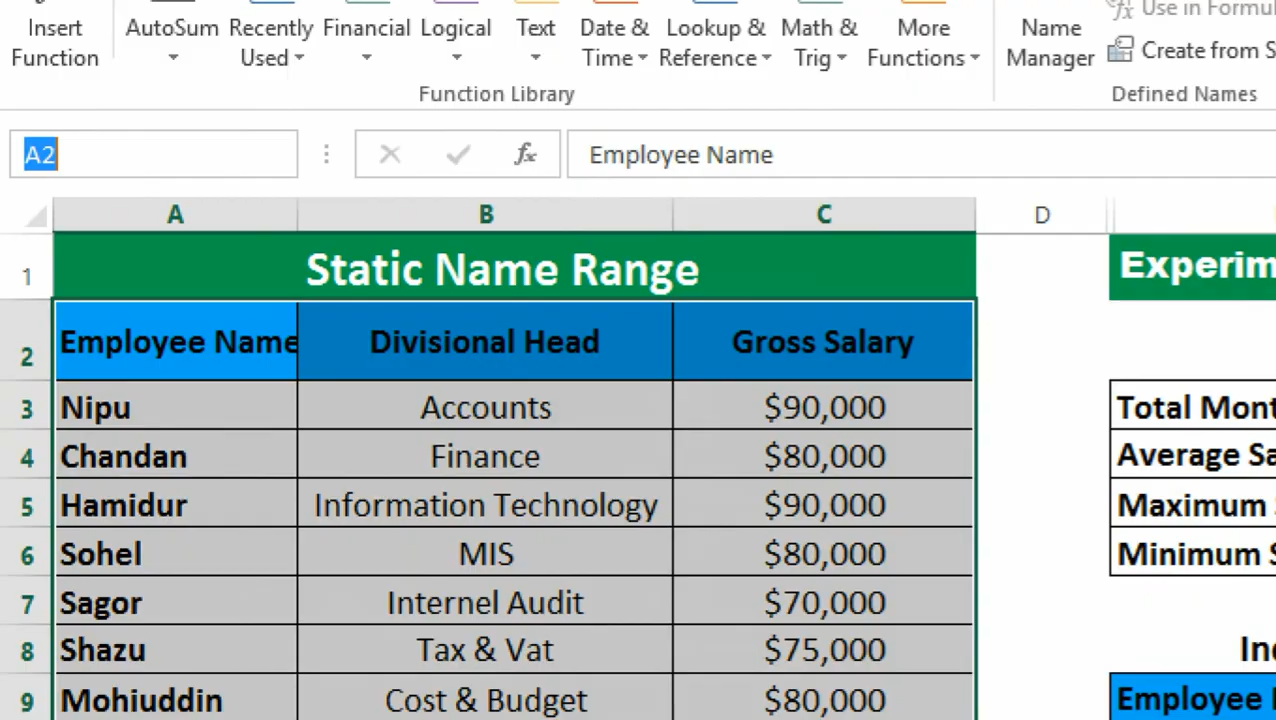 Insert Function
AutoSum
Recently Used
Financial
Logical
Text
Date & Time
Lookup & Reference
Math & Trig
More Functions
Name Manager
Use in Formul
Create from S
Function Library
Defined Names
A2
fx
Employee Name
A B C D
1 Static Name Range Experim
2 Employee Name Divisional Head Gross Salary
3 Nipu Accounts $90,000 Total Mont
4 Chandan Finance $80,000 Average Sa
5 Hamidur Information Technology $90,000 Maximum
6 Sohel MIS $80,000 Minimum S
7 Sagor Internel Audit $70,000
8 Shazu Tax & Vat $75,000 In
9 Mohiuddin Cost & Budget $80,000 Employee